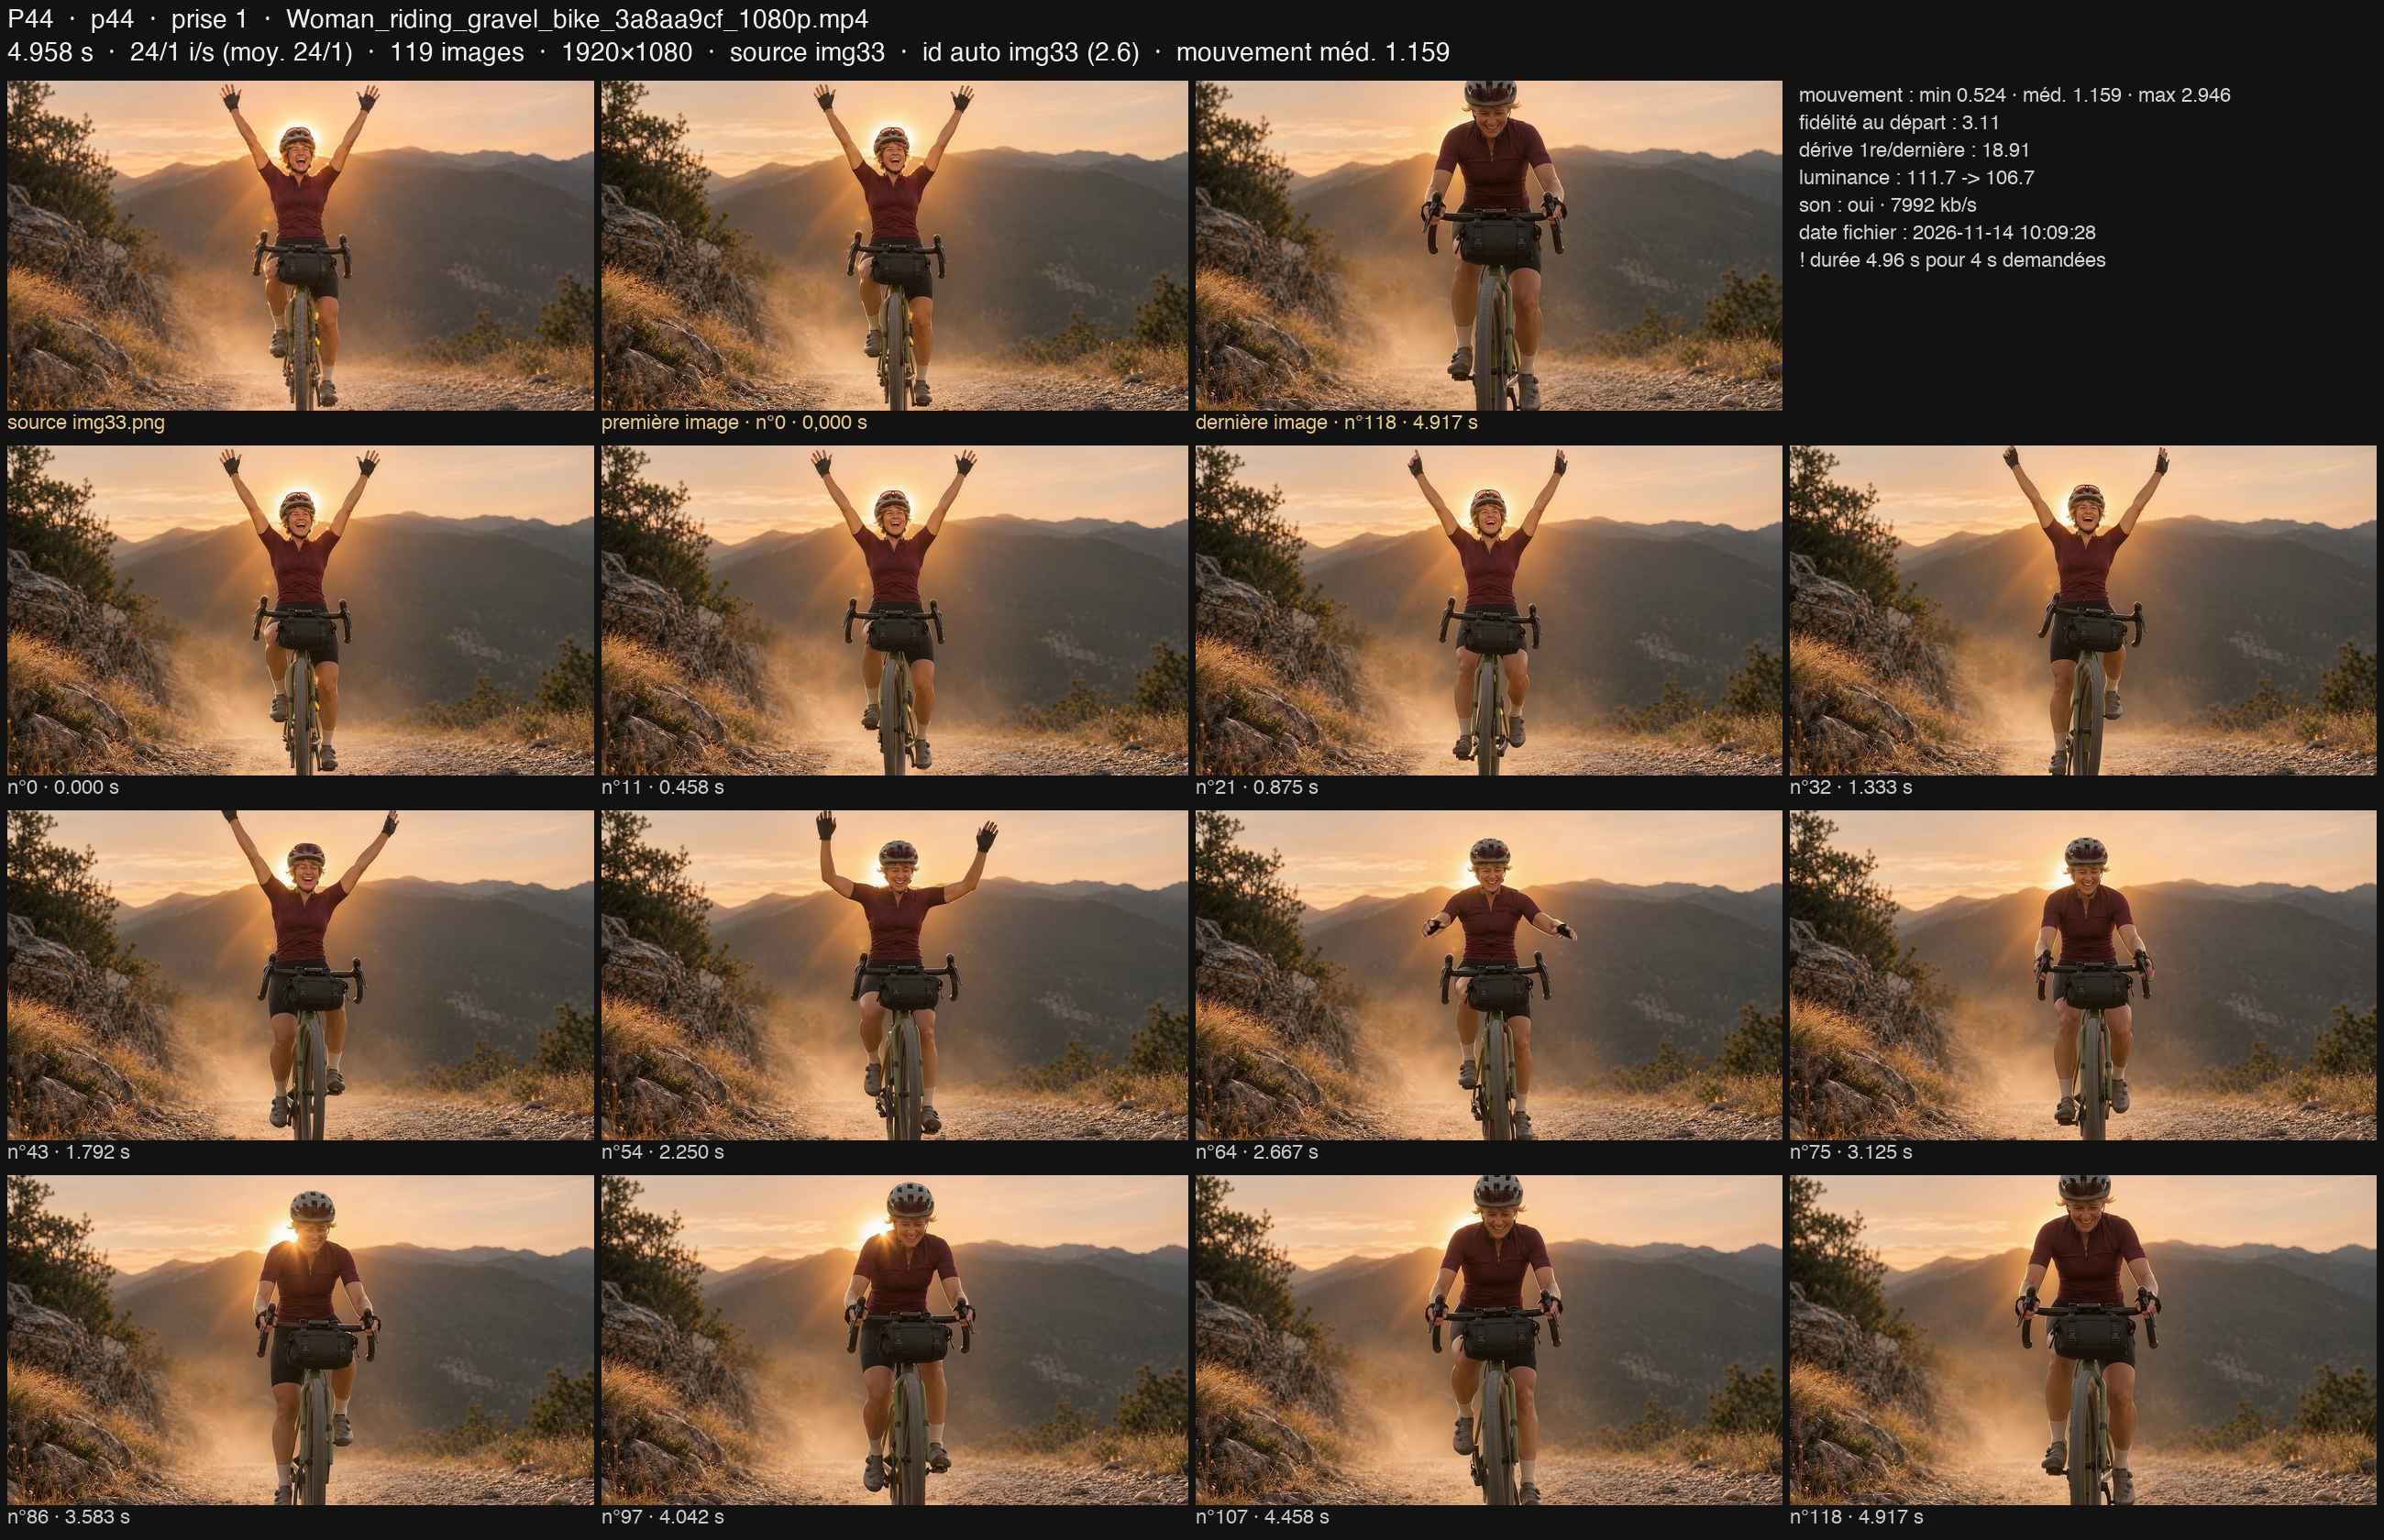 P44 · p44 · prise 1 · Woman_riding_gravel_bike_3a8aa9cf_1080p.mp4
4.958 s · 24/1 i/s (moy. 24/1) · 119 images · 1920×1080 · source img33 · id auto img33 (2.6) · mouvement méd. 1.159
mouvement : min 0.524 · méd. 1.159 · max 2.946
fidélité au départ : 3.11
dérive 1re/dernière : 18.91
luminance : 111.7 -> 106.7
son : oui · 7992 kb/s
date fichier : 2026-11-14 10:09:28
! durée 4.96 s pour 4 s demandées
source img33.png
première image · n°0 · 0,000 s
dernière image · n°118 · 4.917 s
n°0 · 0.000 s
n°11 · 0.458 s
n°21 · 0.875 s
n°32 · 1.333 s
n°43 · 1.792 s
n°54 · 2.250 s
n°64 · 2.667 s
n°75 · 3.125 s
n°86 · 3.583 s
n°97 · 4.042 s
n°107 · 4.458 s
n°118 · 4.917 s